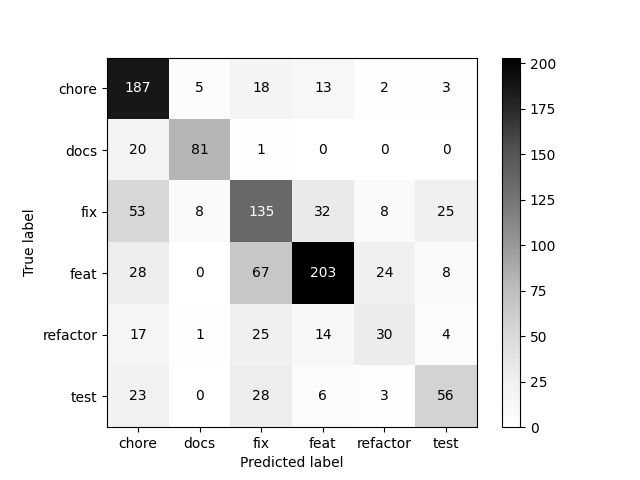 chore 187 5 18 13 2 3
docs 20 81 1 0 0 0
fix 53 8 135 32 8 25
feat 28 0 67 203 24 8
refactor 17 1 25 14 30 4
test 23 0 28 6 3 56
chore docs fix feat refactor test
Predicted label
True label
200
175
150
125
100
75
50
25
0